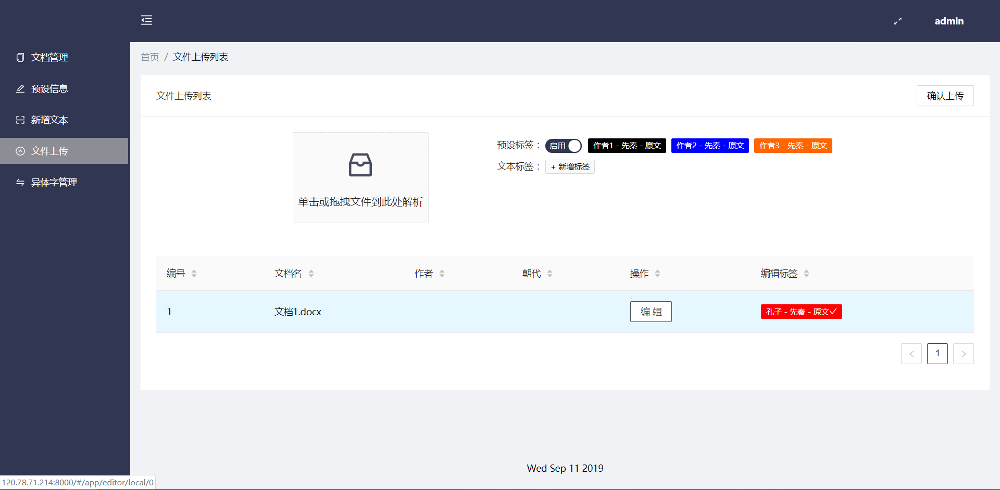 admin
文档管理
预设信息
新增文本
文件上传
异体字管理
首页 / 文件上传列表
文件上传列表
确认上传
单击或拖拽文件到此处解析
预设标签： 启用 作者1 - 先秦 - 原文 作者2 - 先秦 - 原文 作者3 - 先秦 - 原文
文本标签： + 新增标签
编号 文档名 作者 朝代 操作 编辑标签
1 文档1.docx 编 辑 孔子 - 先秦 - 原文✓
< 1 >
Wed Sep 11 2019
120.78.71.214:8000/#/app/editor/local/0